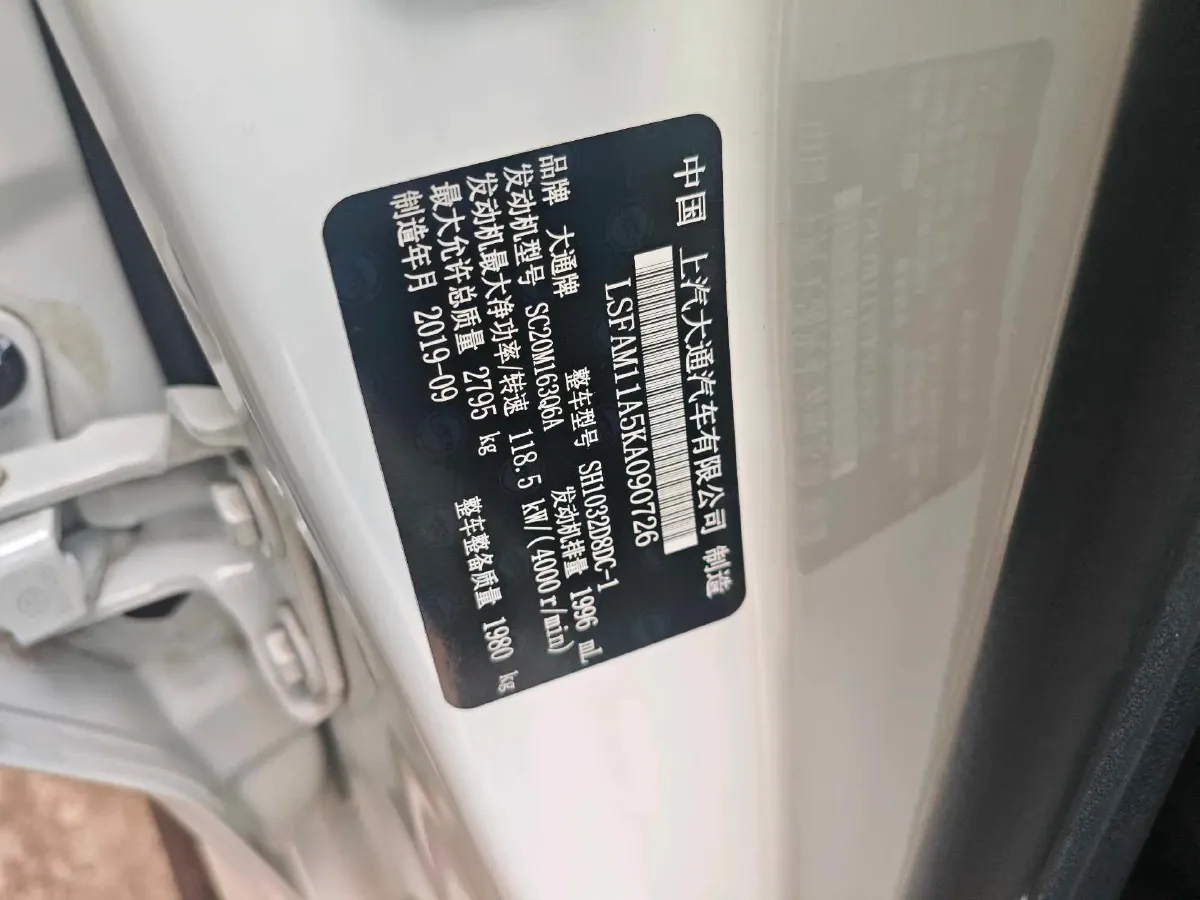 中国 上汽大通汽车有限公司 制造
LSFAM11A5KA090726
品牌 大通牌 整车型号 SH1032D8DC-1
发动机型号 SC20M163Q6A 发动机排量 1996 mL
发动机最大净功率/转速 118.5 kW/(4000r/min)
最大允许总质量 2795 kg 整车整备质量 1980 kg
制造年月 2019-09